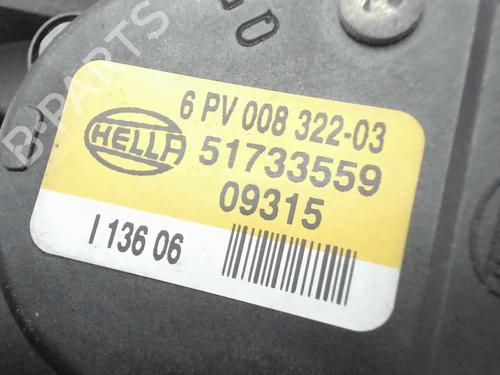 6 PV 008 322-03
HELLA
51733559
09315
I 136 06
B-PARTS